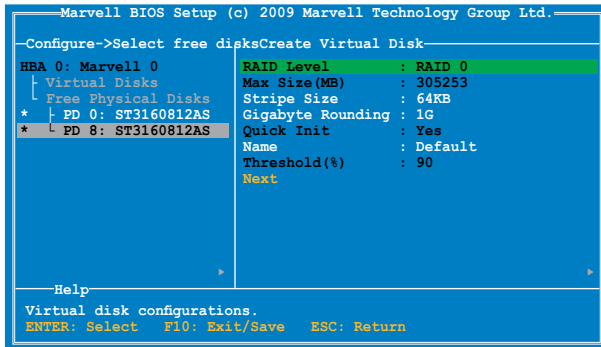 Marvell BIOS Setup (c) 2009 Marvell Technology Group Ltd.
Configure->Select free disksCreate Virtual Disk
HBA 0: Marvell 0
Virtual Disks
Free Physical Disks
* PD 0: ST3160812AS
* PD 8: ST3160812AS
RAID Level : RAID 0
Max Size(MB) : 305253
Stripe Size : 64KB
Gigabyte Rounding : 1G
Quick Init : Yes
Name : Default
Threshold(%) : 90
Next
Help
Virtual disk configurations.
ENTER: Select F10: Exit/Save ESC: Return